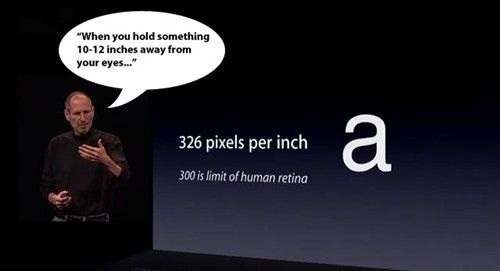 “When you hold something
10-12 inches away from
your eyes...”
326 pixels per inch
a
300 is limit of human retina